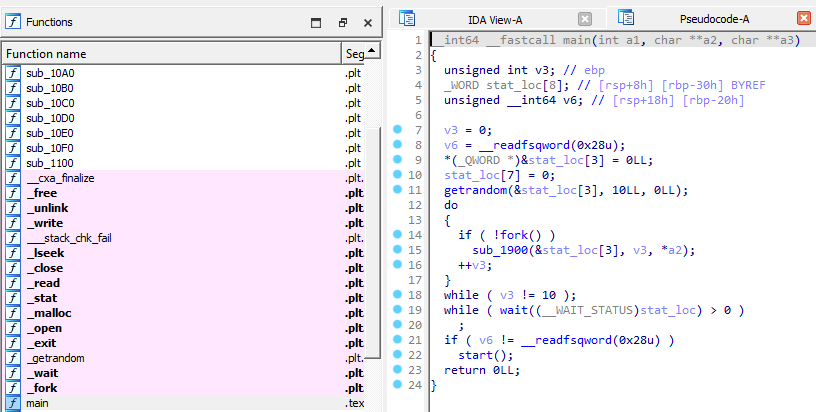 Functions
Function name
Seg
sub_10A0 .plt
sub_10B0 .plt
sub_10C0 .plt
sub_10D0 .plt
sub_10E0 .plt
sub_10F0 .plt
sub_1100 .plt
__cxa_finalize .plt.
_free .plt.
_unlink .plt.
_write .plt.
___stack_chk_fail .plt.
_lseek .plt.
_close .plt.
_read .plt.
_stat .plt.
_malloc .plt.
_open .plt.
_exit .plt.
_getrandom .plt.
_wait .plt.
_fork .plt.
main .tex
IDA View-A
Pseudocode-A
1 __int64 __fastcall main(int a1, char **a2, char **a3)
2 {
3 unsigned int v3; // ebp
4 _WORD stat_loc[8]; // [rsp+8h] [rbp-30h] BYREF
5 unsigned __int64 v6; // [rsp+18h] [rbp-20h]
6
7 v3 = 0;
8 v6 = __readfsqword(0x28u);
9 *(_QWORD *)&stat_loc[3] = 0LL;
10 stat_loc[7] = 0;
11 getrandom(&stat_loc[3], 10LL, 0LL);
12 do
13 {
14 if ( !fork() )
15 sub_1900(&stat_loc[3], v3, *a2);
16 ++v3;
17 }
18 while ( v3 != 10 );
19 while ( wait((__WAIT_STATUS)stat_loc) > 0 )
20 ;
21 if ( v6 != __readfsqword(0x28u) )
22 start();
23 return 0LL;
24 }